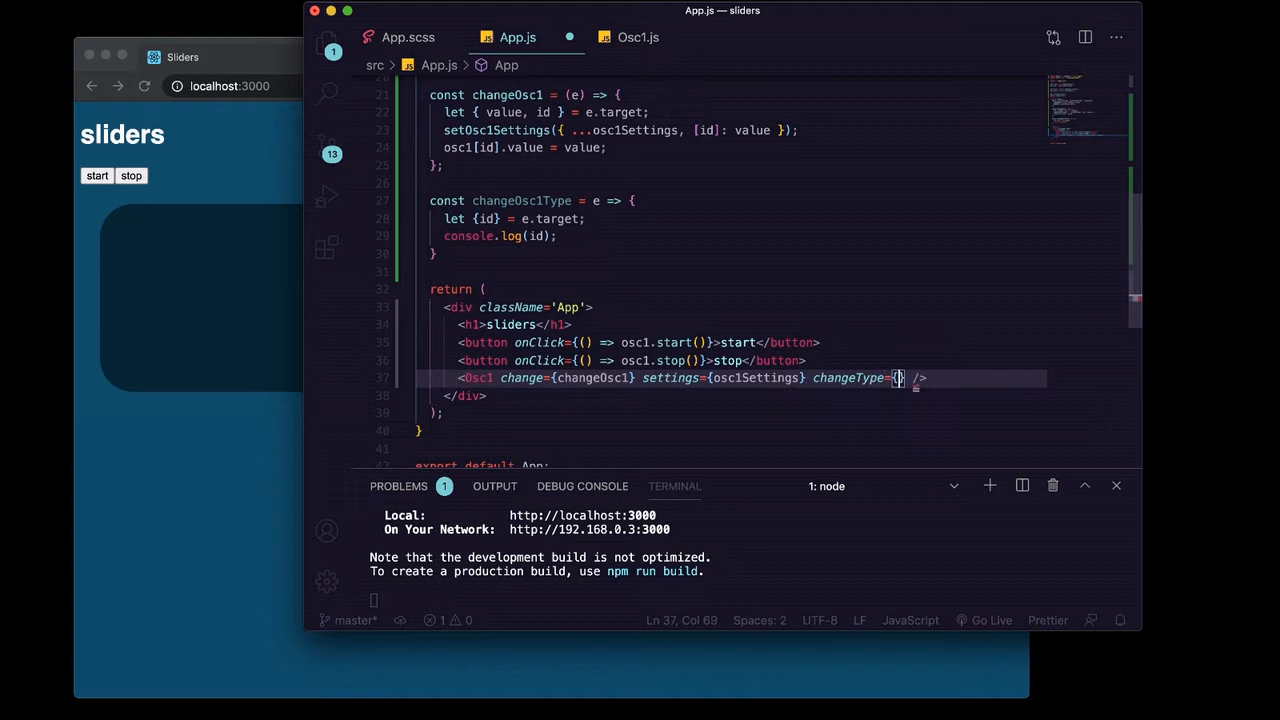 App.js — sliders
App.scss
App.js
Osc1.js
src > App.js > App
1
13
Sliders
localhost:3000
sliders
start stop
21 const changeOsc1 = (e) => {
22 let { value, id } = e.target;
23 setOsc1Settings({ ...osc1Settings, [id]: value });
24 osc1[id].value = value;
25 };
26
27 const changeOsc1Type = e => {
28 let {id} = e.target;
29 console.log(id);
30 }
31
32 return (
33 <div className='App'>
34 <h1>sliders</h1>
35 <button onClick={() => osc1.start()}>start</button>
36 <button onClick={() => osc1.stop()}>stop</button>
37 <Osc1 change={changeOsc1} settings={osc1Settings} changeType={} />
38 </div>
39 );
40 }
41
export default App;
PROBLEMS 1 OUTPUT DEBUG CONSOLE TERMINAL 1: node
Local: http://localhost:3000
On Your Network: http://192.168.0.3:3000
Note that the development build is not optimized.
To create a production build, use npm run build.
master* 1 0 Ln 37, Col 69 Spaces: 2 UTF-8 LF JavaScript Go Live Prettier